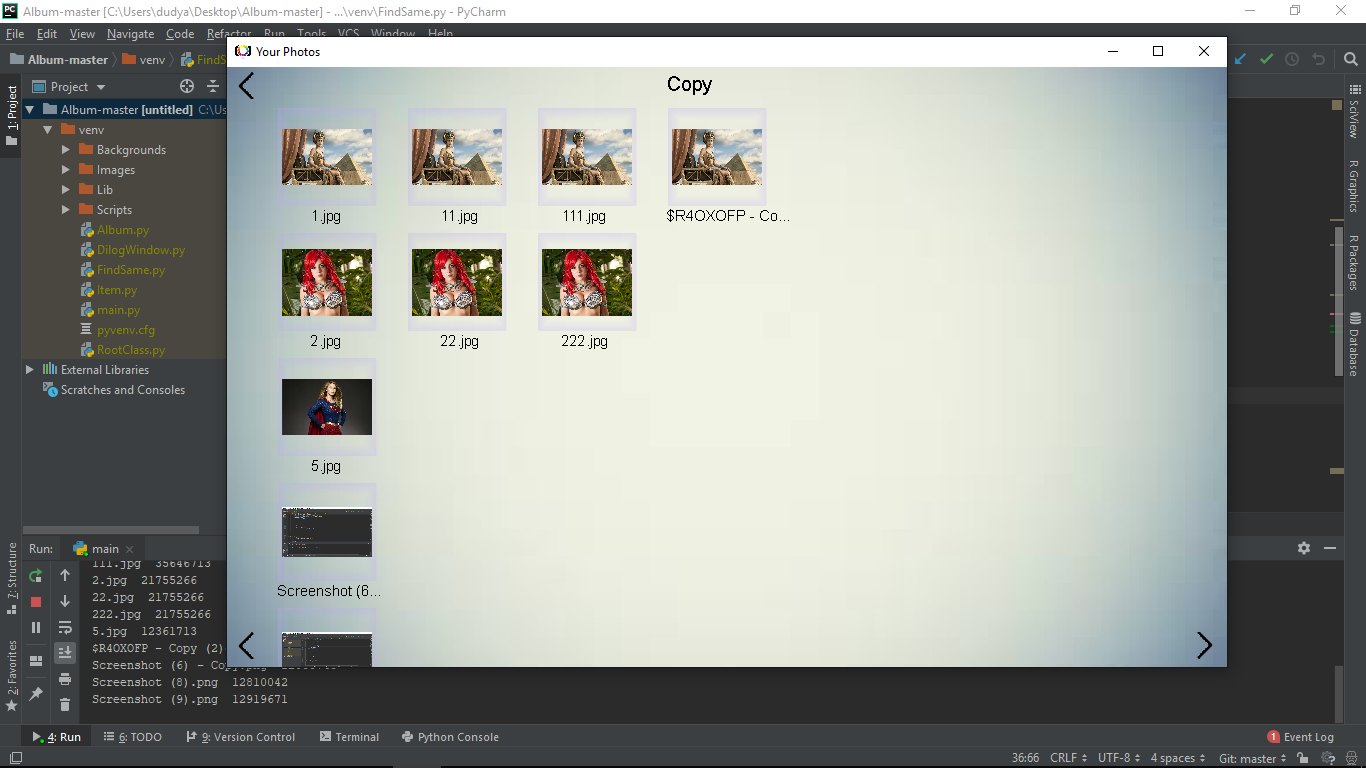 Album-master [C:\Users\dudya\Desktop\Album-master] - ...\venv\FindSame.py - PyCharm
File Edit View Navigate Code Refactor Run Tools VCS Window Help
Album-master venv FindS
Your Photos
Copy
Project
Album-master [untitled] C:\Us
venv
Backgrounds
Images
Lib
Scripts
Album.py
DilogWindow.py
FindSame.py
Item.py
main.py
pyvenv.cfg
RootClass.py
External Libraries
Scratches and Consoles
1: Project
7: Structure
2: Favorites
1.jpg 11.jpg 111.jpg $R4OXOFP - Co...
2.jpg 22.jpg 222.jpg
5.jpg
Screenshot (6...
SciView
R Graphics
R Packages
Database
Run: main
111.jpg 35646713
2.jpg 21755266
22.jpg 21755266
222.jpg 21755266
5.jpg 12361713
$R4OXOFP - Copy (2)
Screenshot (6) - Copy.png
Screenshot (8).png 12810042
Screenshot (9).png 12919671
4: Run 6: TODO 9: Version Control Terminal Python Console 1 Event Log
36:66 CRLF UTF-8 4 spaces Git: master